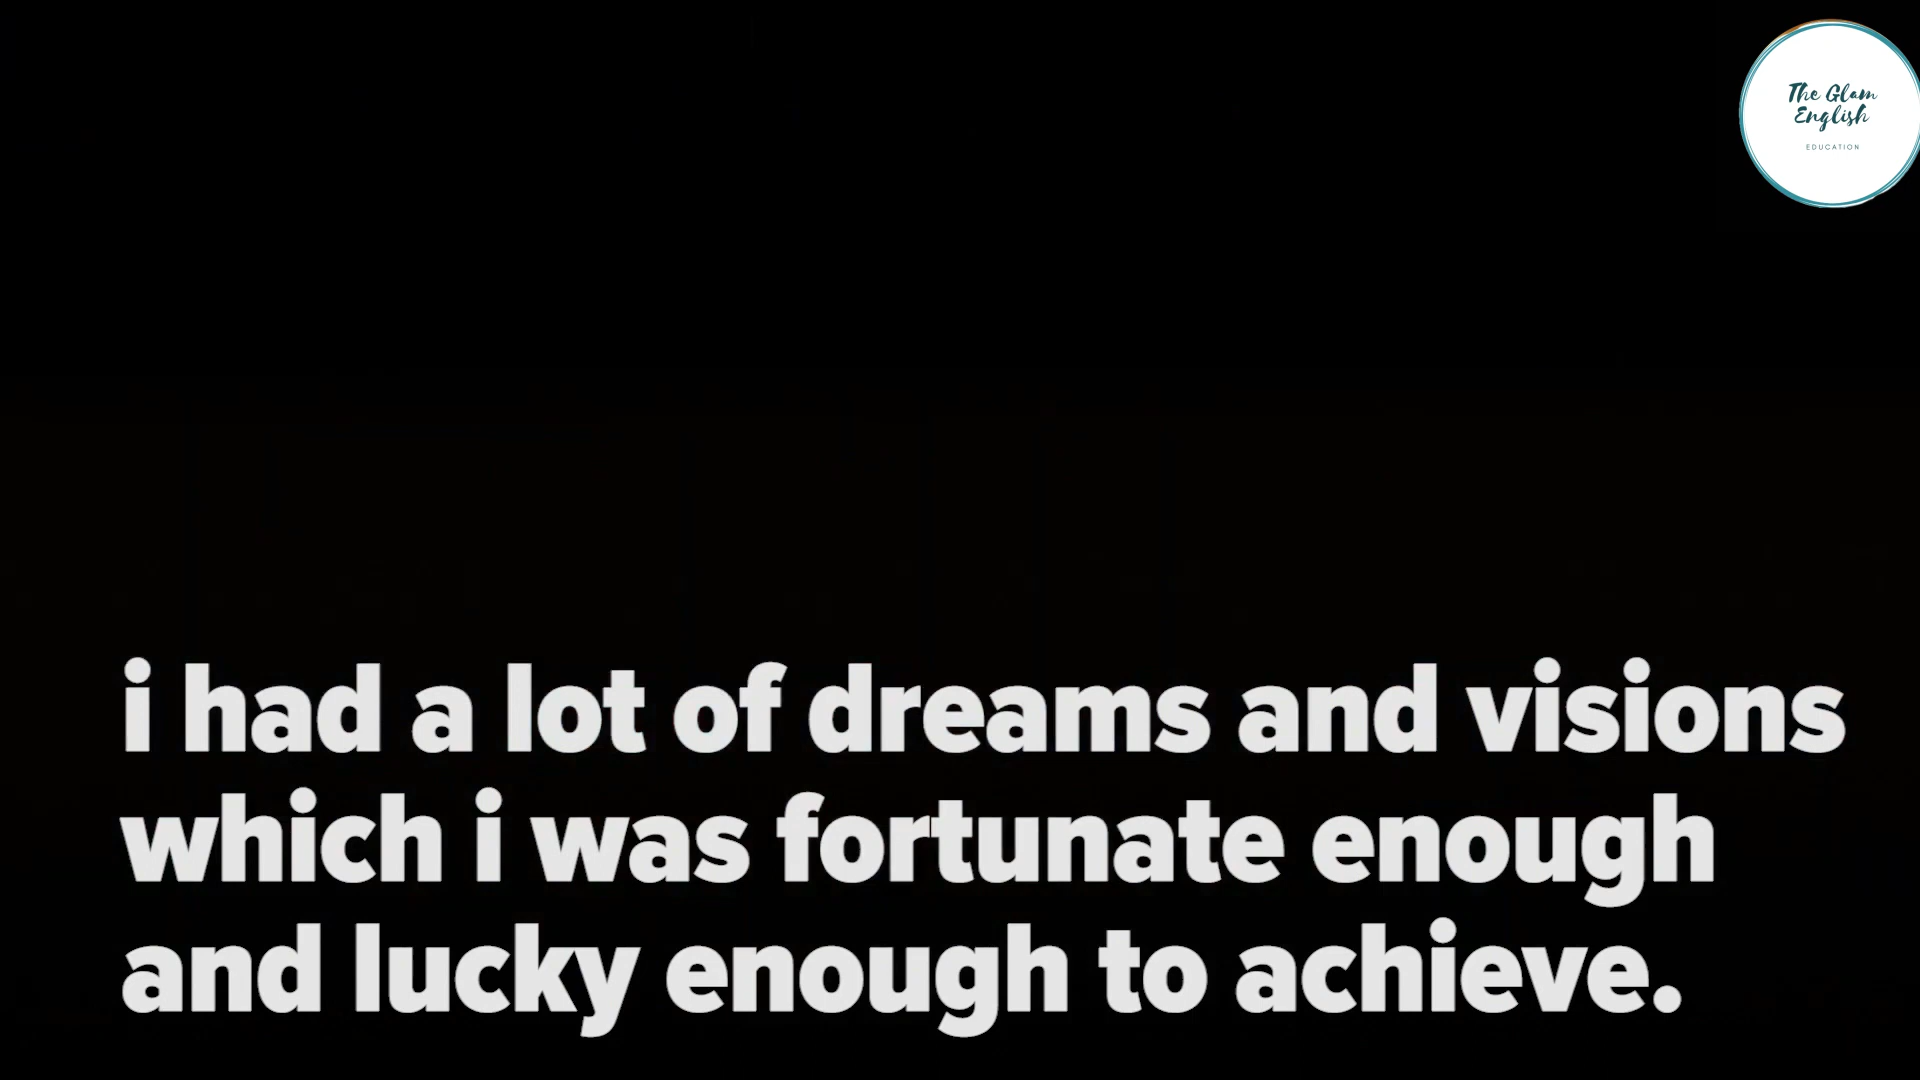 The Glam
English
EDUCATION
i had a lot of dreams and visions
which i was fortunate enough
and lucky enough to achieve.